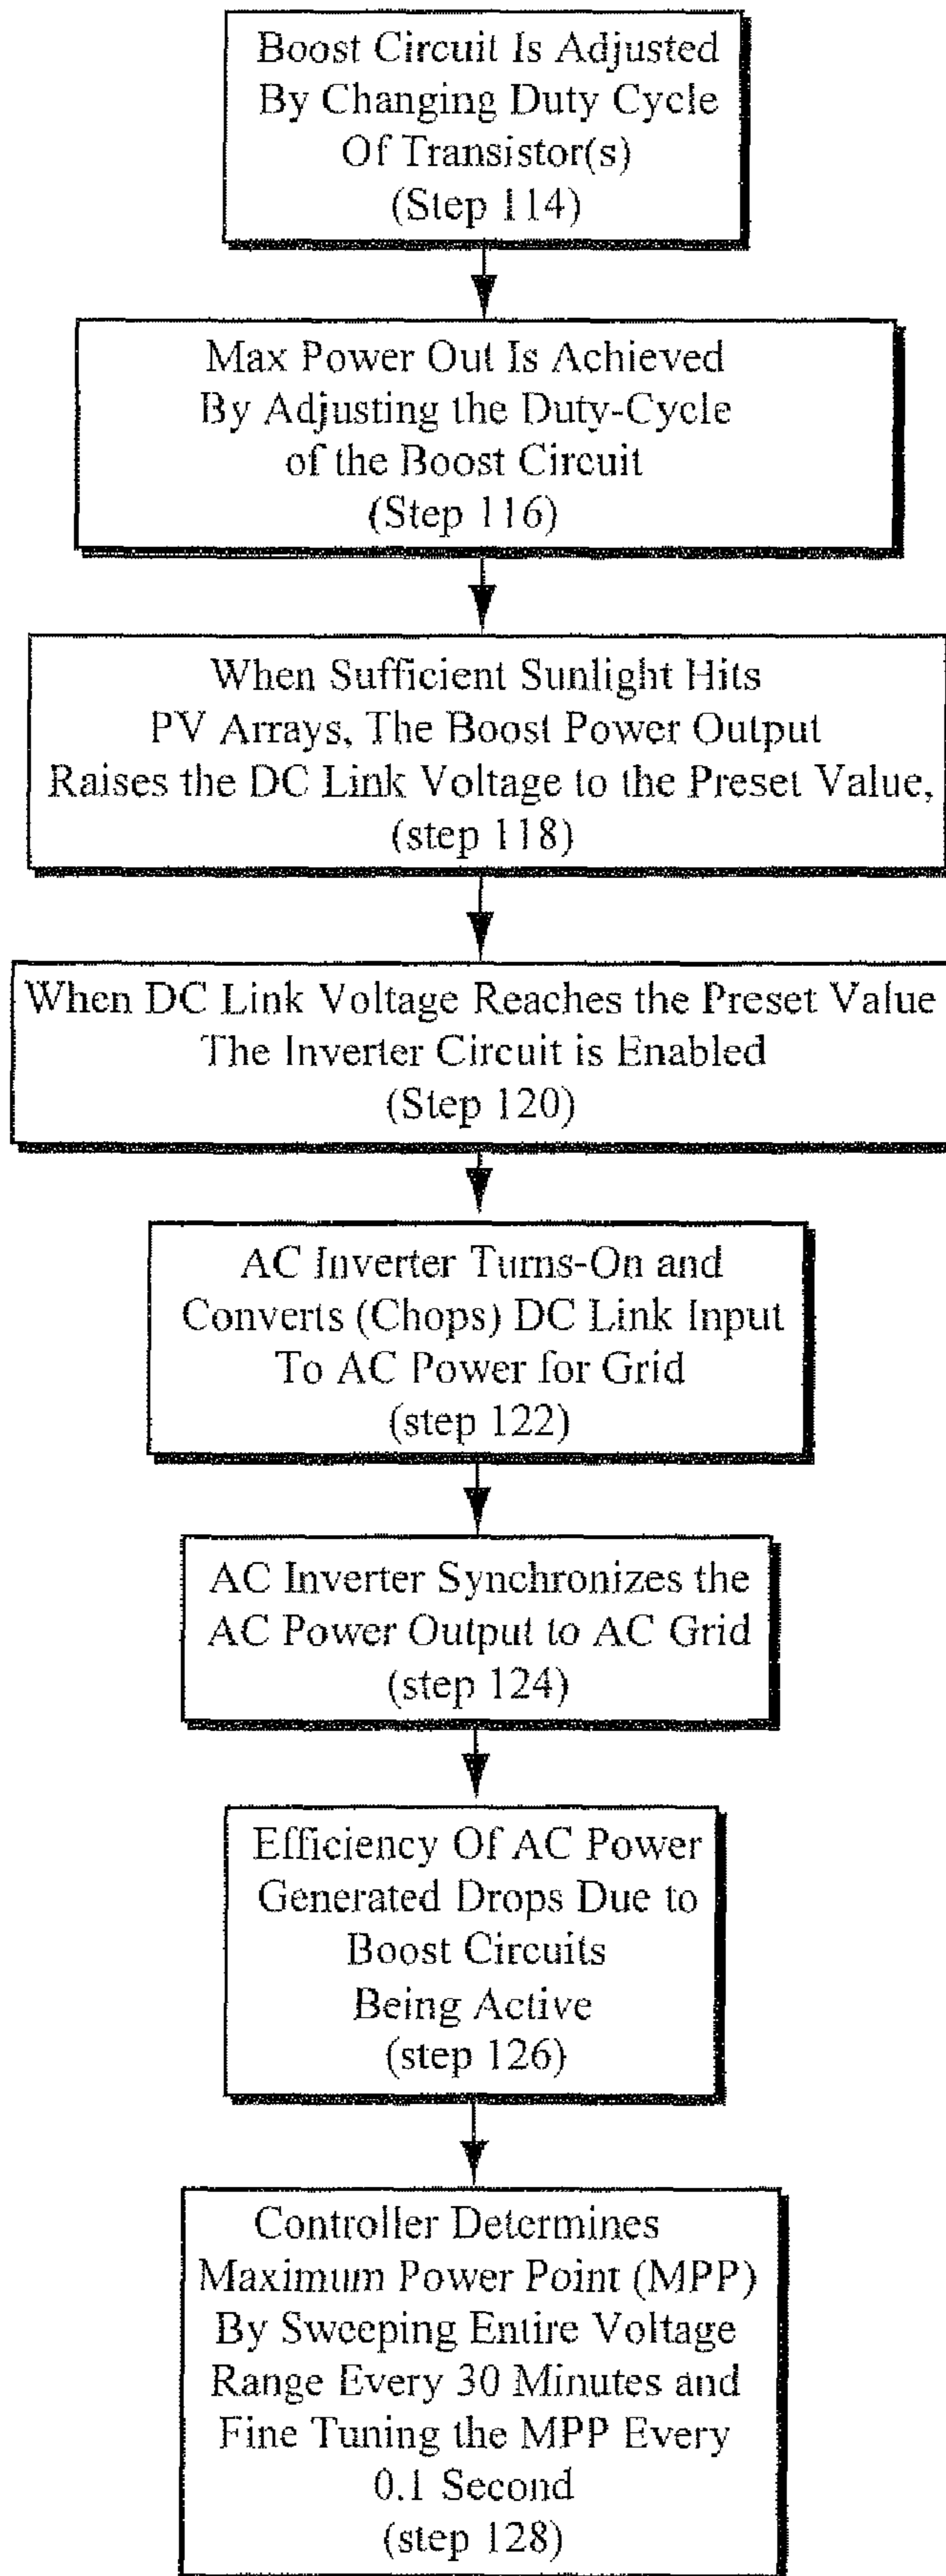 Boost Circuit Is Adjusted
By Changing Duty Cycle
Of Transistor(s)
(Step 114)
Max Power Out Is Achieved
By Adjusting the Duty-Cycle
of the Boost Circuit
(Step 116)
When Sufficient Sunlight Hits
PV Arrays, The Boost Power Output
Raises the DC Link Voltage to the Preset Value,
(step 118)
When DC Link Voltage Reaches the Preset Value
The Inverter Circuit is Enabled
(Step 120)
AC Inverter Turns-On and
Converts (Chops) DC Link Input
To AC Power for Grid
(step 122)
AC Inverter Synchronizes the
AC Power Output to AC Grid
(step 124)
Efficiency Of AC Power
Generated Drops Due to
Boost Circuits
Being Active
(step 126)
Controller Determines
Maximum Power Point (MPP)
By Sweeping Entire Voltage
Range Every 30 Minutes and
Fine Tuning the MPP Every
0.1 Second
(step 128)